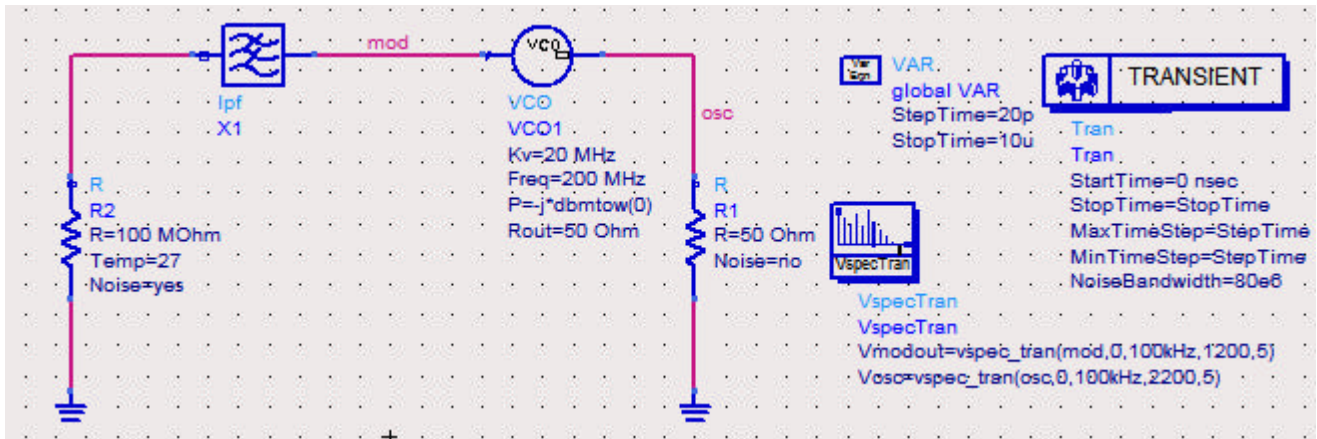 mod
VCO
lpf
X1
VCO
VCO1
Kv=20 MHz
Freq=200 MHz
P=-j*dbmtow(0)
Rout=50 Ohm
osc
R
R2
R=100 MOhm
Temp=27
Noise=yes
R
R1
R=50 Ohm
Noise=no
Var
Eqn
VAR
global VAR
StepTime=20p
StopTime=10u
TRANSIENT
Tran
Tran
StartTime=0 nsec
StopTime=StopTime
MaxTimeStep=StepTime
MinTimeStep=StepTime
NoiseBandwidth=80e6
VspecTran
VspecTran
VspecTran
Vmodout=vspec_tran(mod,0,100kHz,1200,5)
Vosc=vspec_tran(osc,0,100kHz,2200,5)